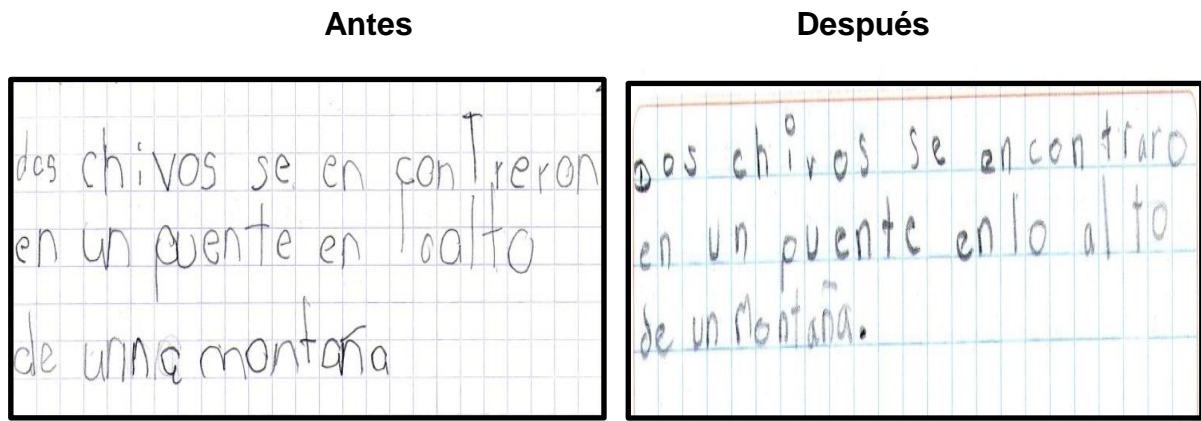 Antes
Después
dos chivos se en conTreron
en un puente en loalto
de unna montaña
Dos chivos se encontraro
en un puente enlo alto
de un Montaña.